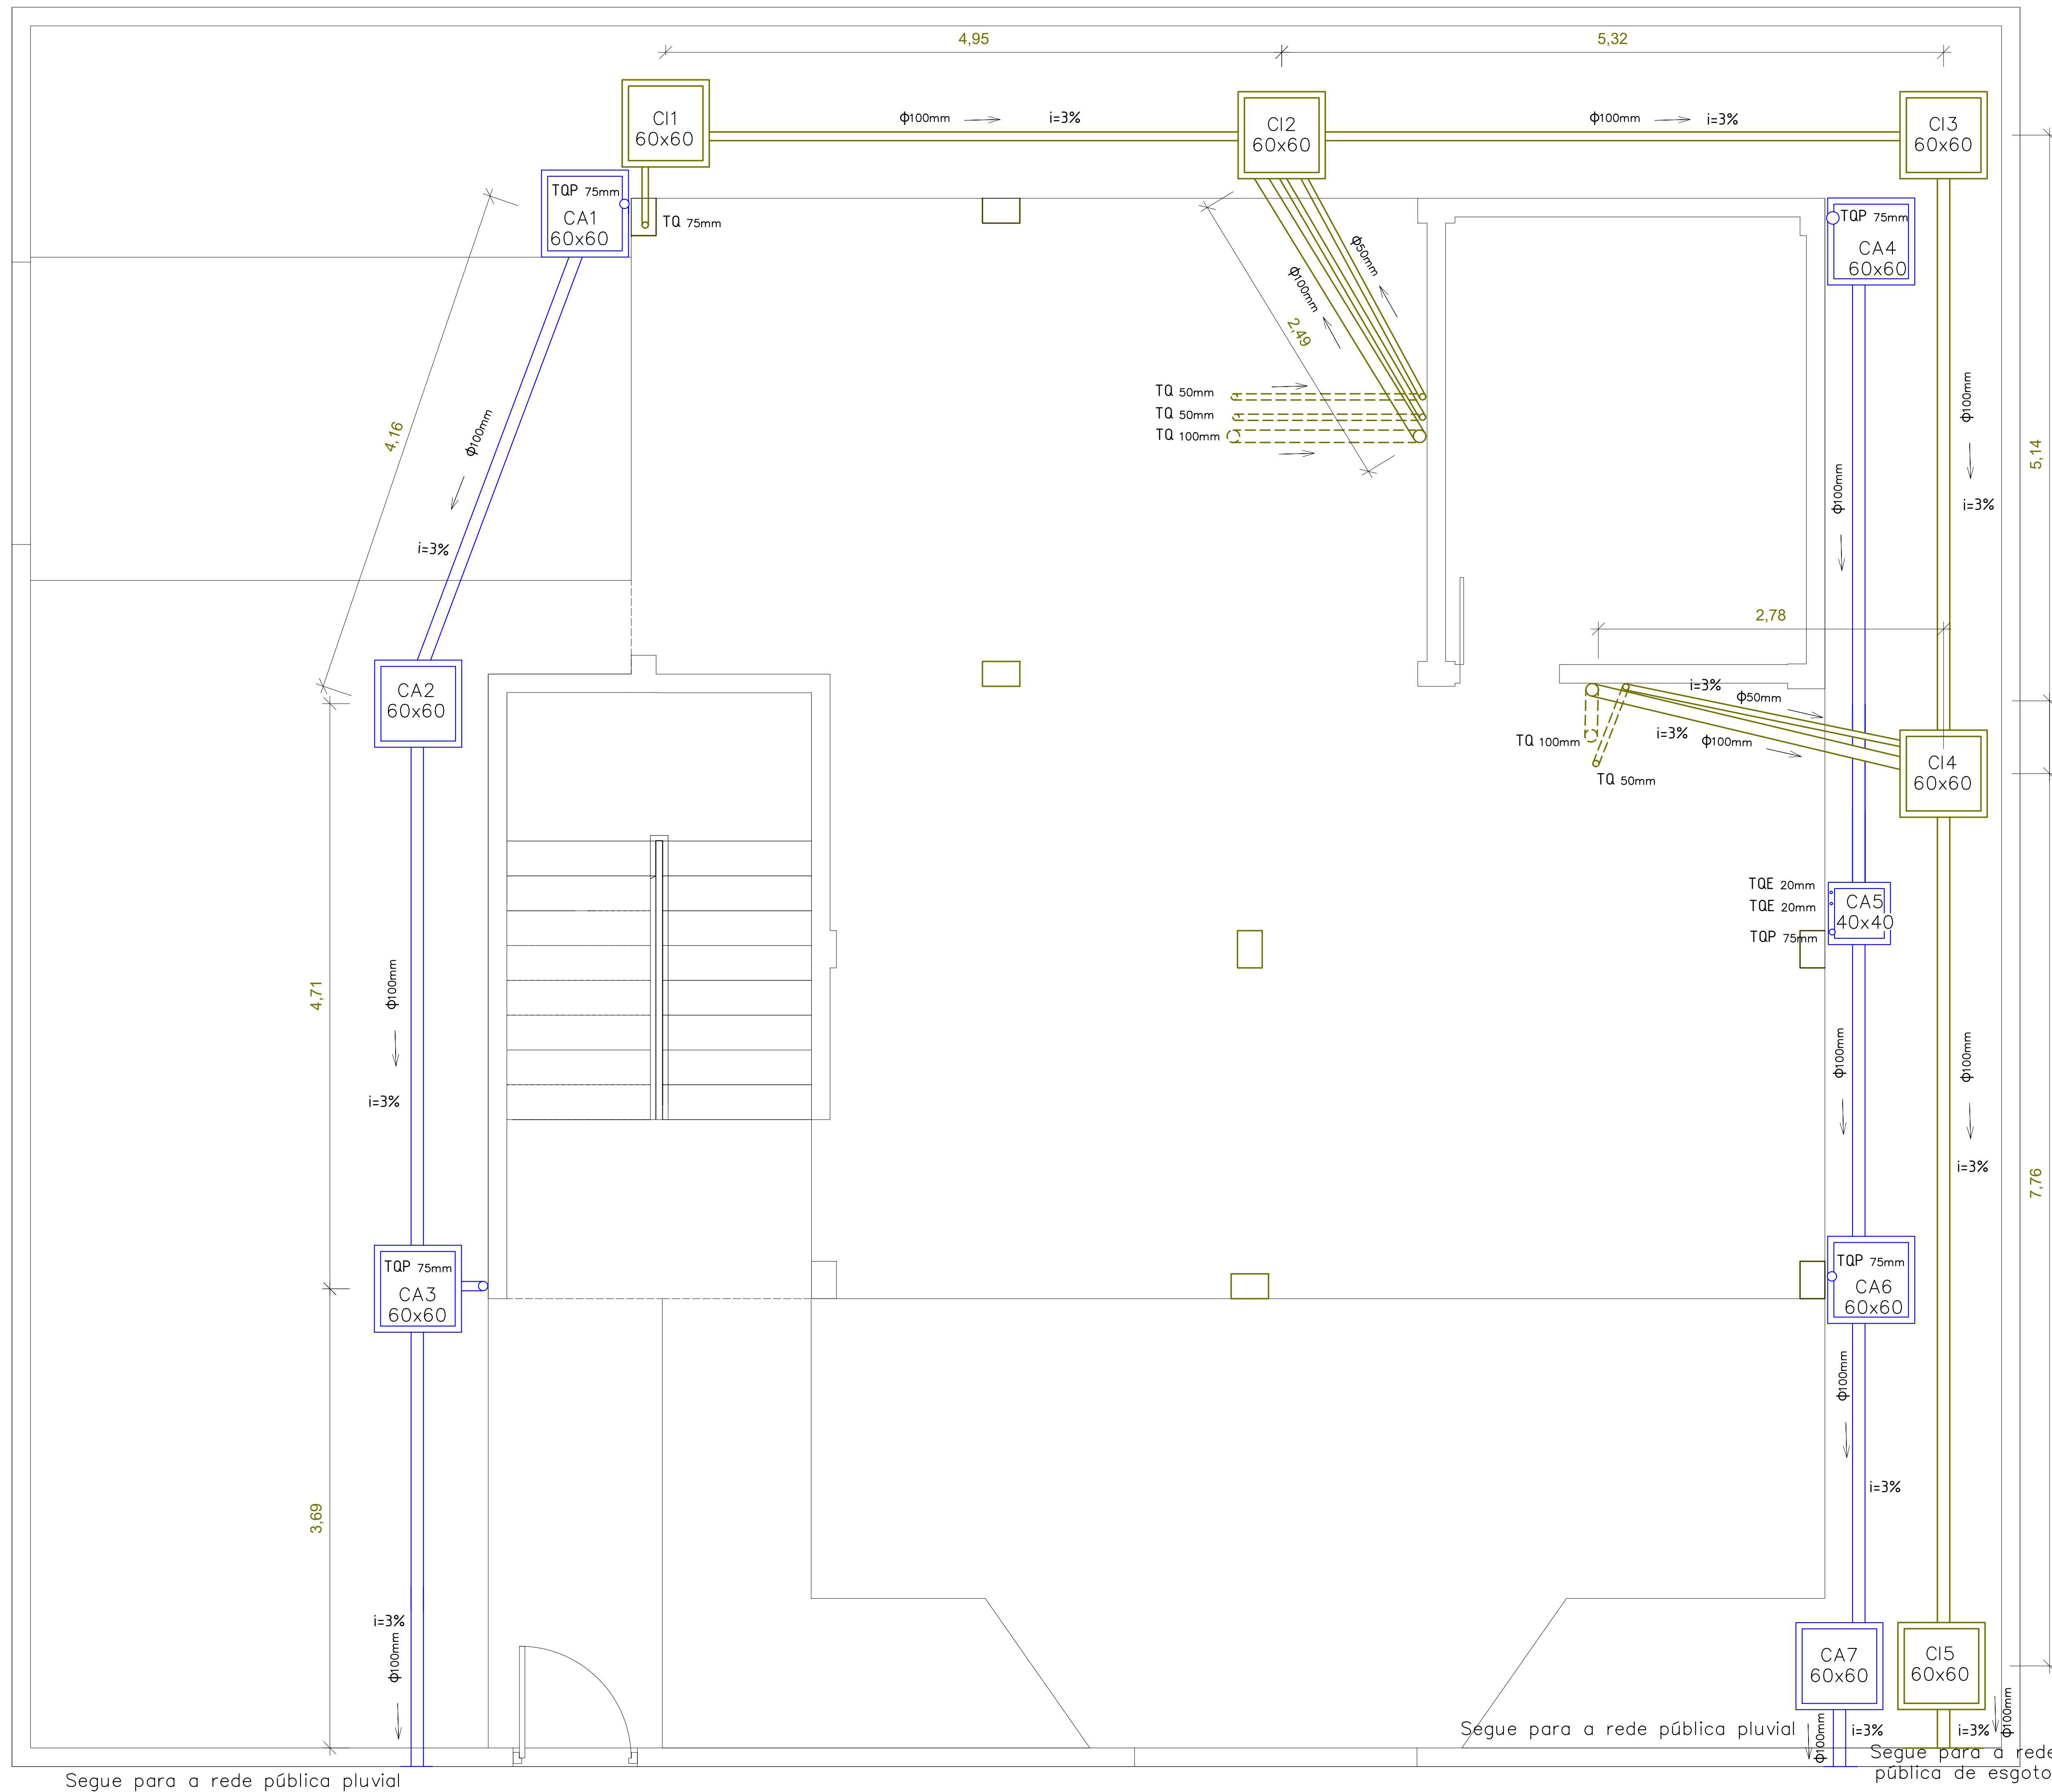 4,95
5,32
CI1
60x60
ϕ100mm
i=3%
CI2
60x60
ϕ100mm
i=3%
CI3
60x60
TQP 75mm
CA1
60x60
TQ 75mm
TQP 75mm
CA4
60x60
ϕ50mm
ϕ100mm
2,49
TQ 50mm
TQ 50mm
TQ 100mm
4,16
ϕ100mm
i=3%
ϕ100mm
ϕ100mm
i=3%
5,14
2,78
CA2
60x60
i=3%
ϕ50mm
i=3%
ϕ100mm
TQ 100mm
TQ 50mm
CI4
60x60
TQE 20mm
TQE 20mm
TQP 75mm
CA5
40x40
4,71
ϕ100mm
i=3%
ϕ100mm
ϕ100mm
i=3%
7,76
TQP 75mm
CA3
60x60
TQP 75mm
CA6
60x60
ϕ100mm
i=3%
3,69
i=3%
ϕ100mm
CA7
60x60
CI5
60x60
Segue para a rede pública pluvial
ϕ100mm
i=3%
i=3%
ϕ100mm
Segue para a rede
pública de esgoto
Segue para a rede pública pluvial